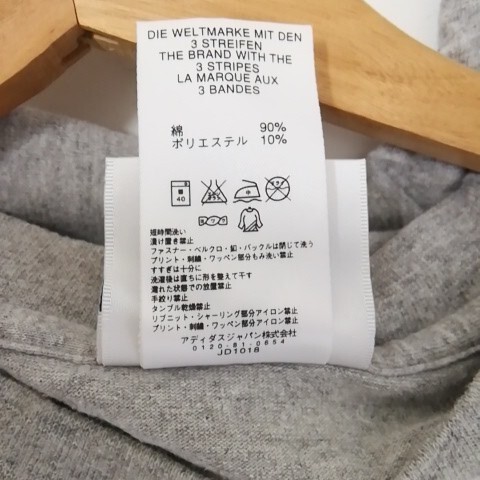 DIE WELTMARKE MIT DEN
3 STREIFEN
THE BRAND WITH THE
3 STRIPES
LA MARQUE AUX
3 BANDES
綿 90%
ポリエステル 10%
40
中
短時間洗い
漬け置き禁止
ファスナー・ベルクロ・釦・バックルは閉じて洗う
プリント・刺繍・ワッペン部分もみ洗い禁止
すすぎは十分に
洗濯後は直ちに形を整えて干す
濡れた状態での放置禁止
手絞り禁止
タンブル乾燥禁止
リブニット・シャーリング部分アイロン禁止
プリント・刺繍・ワッペン部分アイロン禁止
アディダスジャパン株式会社
0120-81-0654
JD1018